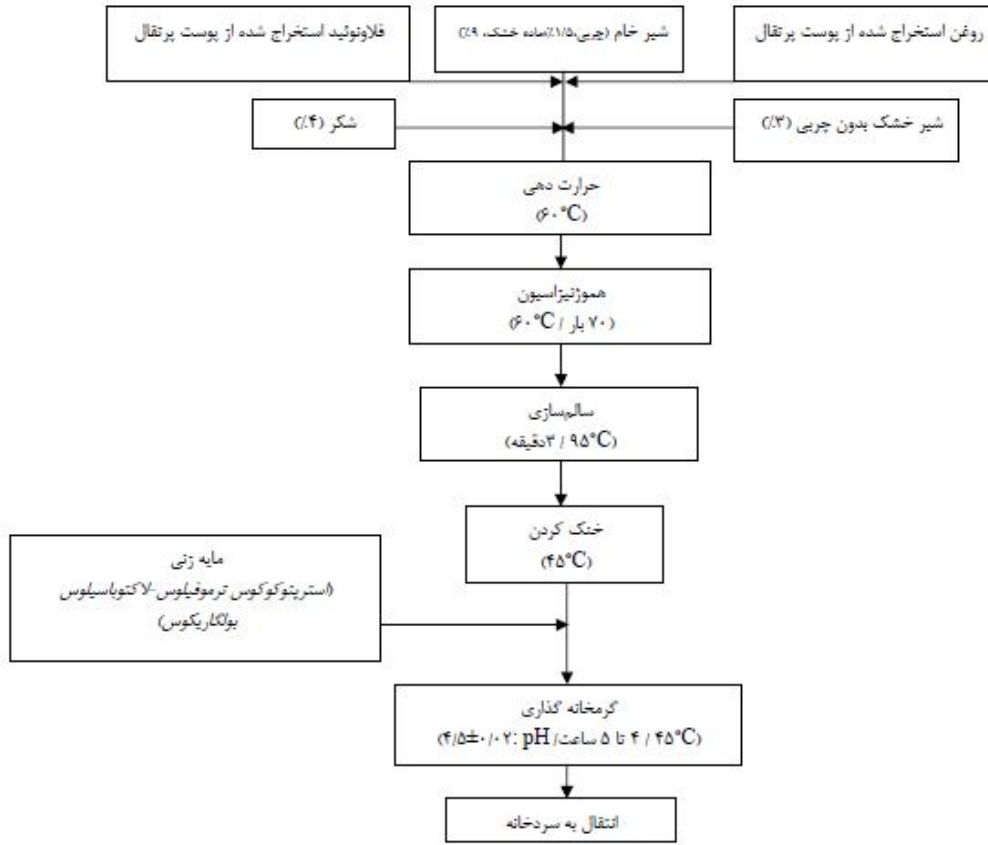 روغن استخراج شده از پوست پرتقال
شیر خام (چربی،۱/۵٪ماده خشک، ۹٪)
فلاونوئید استخراج شده از پوست پرتقال
شیر خشک بدون چربی (۳٪)
شکر (۴٪)
حرارت دهی
(۶۰°C)
هموژنیزاسیون
(۷۰ بار / ۶۰°C)
سالم‌سازی
(۹۵°C / ۳دقیقه)
خنک کردن
(۴۵°C)
مایه زنی
(استرپتوکوکوس ترموفیلوس-لاکتوباسیلوس
بولگاریکوس)
گرمخانه گذاری
(۴۵°C / ۴ تا ۵ ساعت/ pH :۴/۵±۰/۰۲)
انتقال به سردخانه